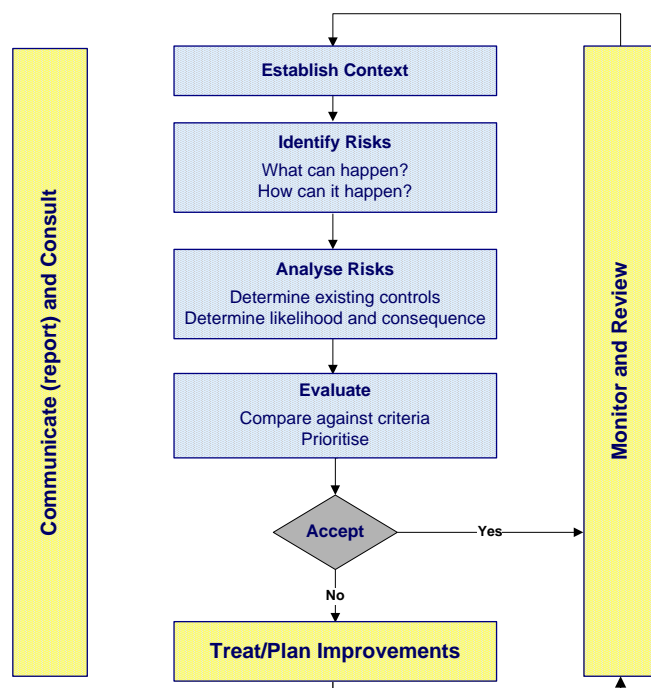 Establish Context
Identify Risks
What can happen?
How can it happen?
Analyse Risks
Determine existing controls
Determine likelihood and consequence
Evaluate
Compare against criteria
Prioritise
Accept
Yes
No
Treat/Plan Improvements
Communicate (report) and Consult
Monitor and Review